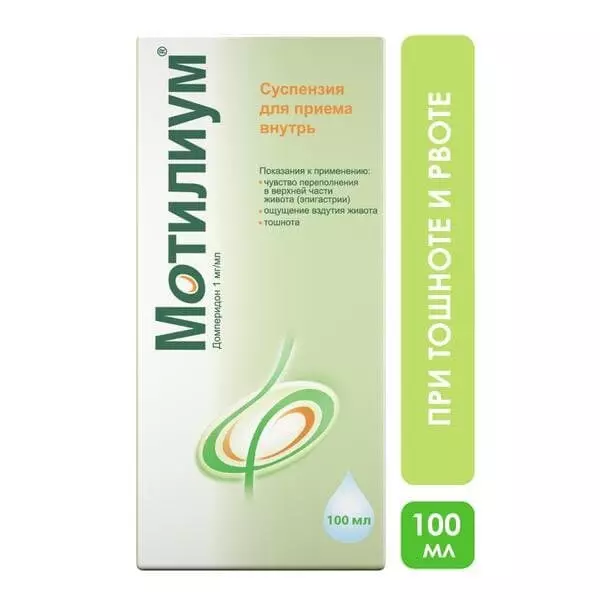 Мотилиум®
Домперидон 1 мг/мл
Суспензия
для приема
внутрь
Показания к применению:
• чувство переполнения
в верхней части
живота (эпигастрии)
• ощущение вздутия живота
• тошнота
100 мл
ПРИ ТОШНОТЕ И РВОТЕ
100
МЛ